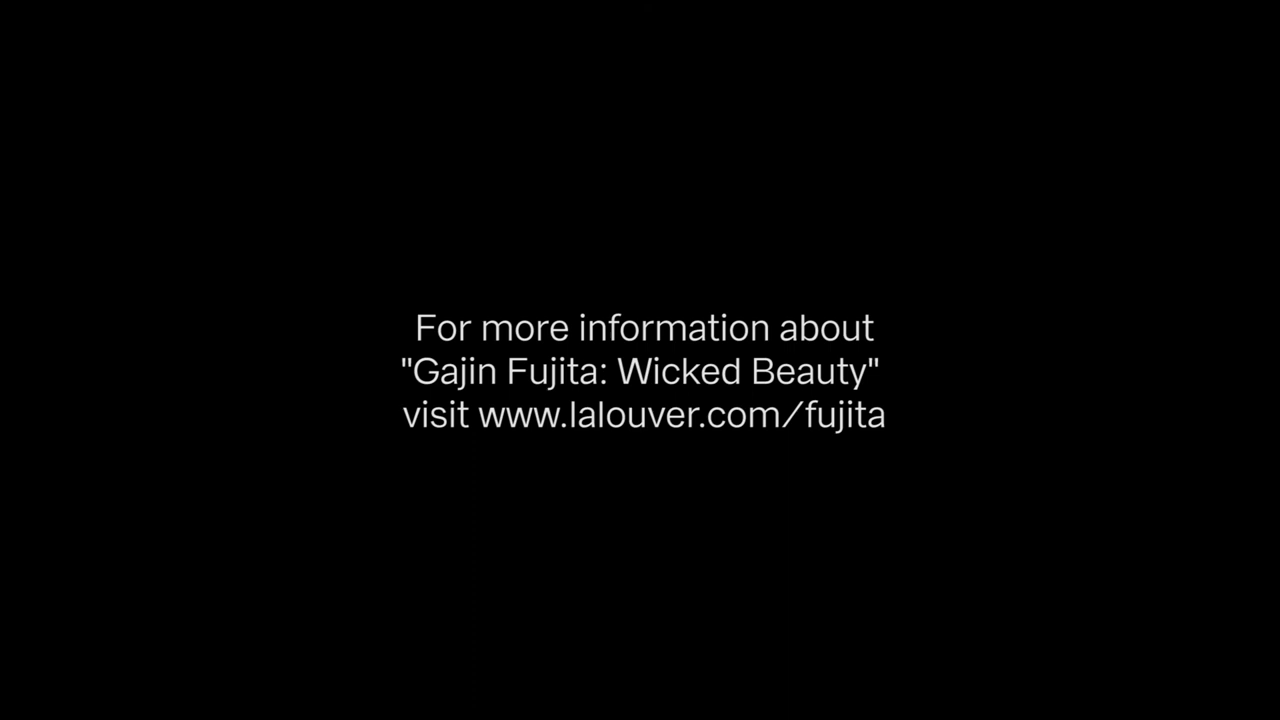 For more information about
"Gajin Fujita: Wicked Beauty"
visit www.lalouver.com/fujita